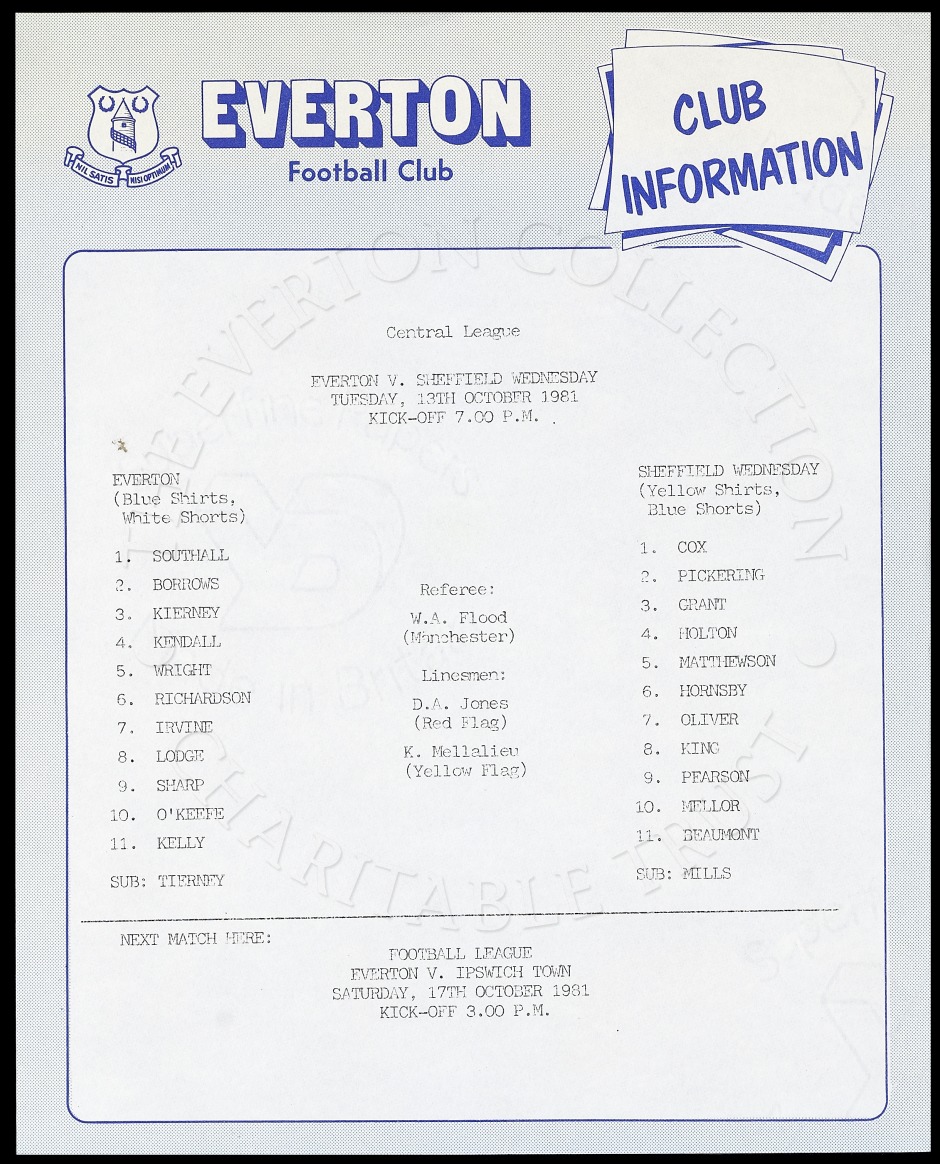 NIL SATIS NISI OPTIMUM
EVERTON
Football Club
CLUB
INFORMATION
THE EVERTON COLLECTION
CHARITABLE TRUST
Central League
EVERTON V. SHEFFIELD WEDNESDAY
TUESDAY, 13TH OCTOBER 1981
KICK-OFF 7.00 P.M.
EVERTON
(Blue Shirts,
White Shorts)
1. SOUTHALL
2. BORROWS
3. KIERNEY
4. KENDALL
5. WRIGHT
6. RICHARDSON
7. IRVINE
8. LODGE
9. SHARP
10. O'KEEFE
11. KELLY
SUB: TIERNEY
Referee:
W.A. Flood
(Manchester)
Linesmen:
D.A. Jones
(Red Flag)
K. Mellalieu
(Yellow Flag)
SHEFFIELD WEDNESDAY
(Yellow Shirts,
Blue Shorts)
1. COX
2. PICKERING
3. GRANT
4. HOLTON
5. MATTHEWSON
6. HORNSBY
7. OLIVER
8. KING
9. PEARSON
10. MELLOR
11. BEAUMONT
SUB: MILLS
NEXT MATCH HERE:
FOOTBALL LEAGUE
EVERTON V. IPSWICH TOWN
SATURDAY, 17TH OCTOBER 1981
KICK-OFF 3.00 P.M.